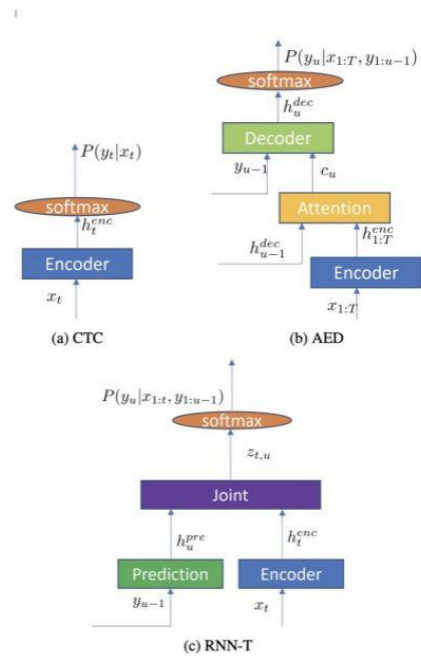 P(y_t|x_t)
softmax
h_t^{enc}
Encoder
x_t
(a) CTC
P(y_u|x_{1:T}, y_{1:u-1})
softmax
h_u^{dec}
Decoder
y_{u-1}
c_u
Attention
h_{u-1}^{dec}
h_{1:T}^{enc}
Encoder
x_{1:T}
(b) AED
P(y_u|x_{1:t}, y_{1:u-1})
softmax
z_{t,u}
Joint
h_u^{pre}
h_t^{enc}
Prediction
Encoder
y_{u-1}
x_t
(c) RNN-T